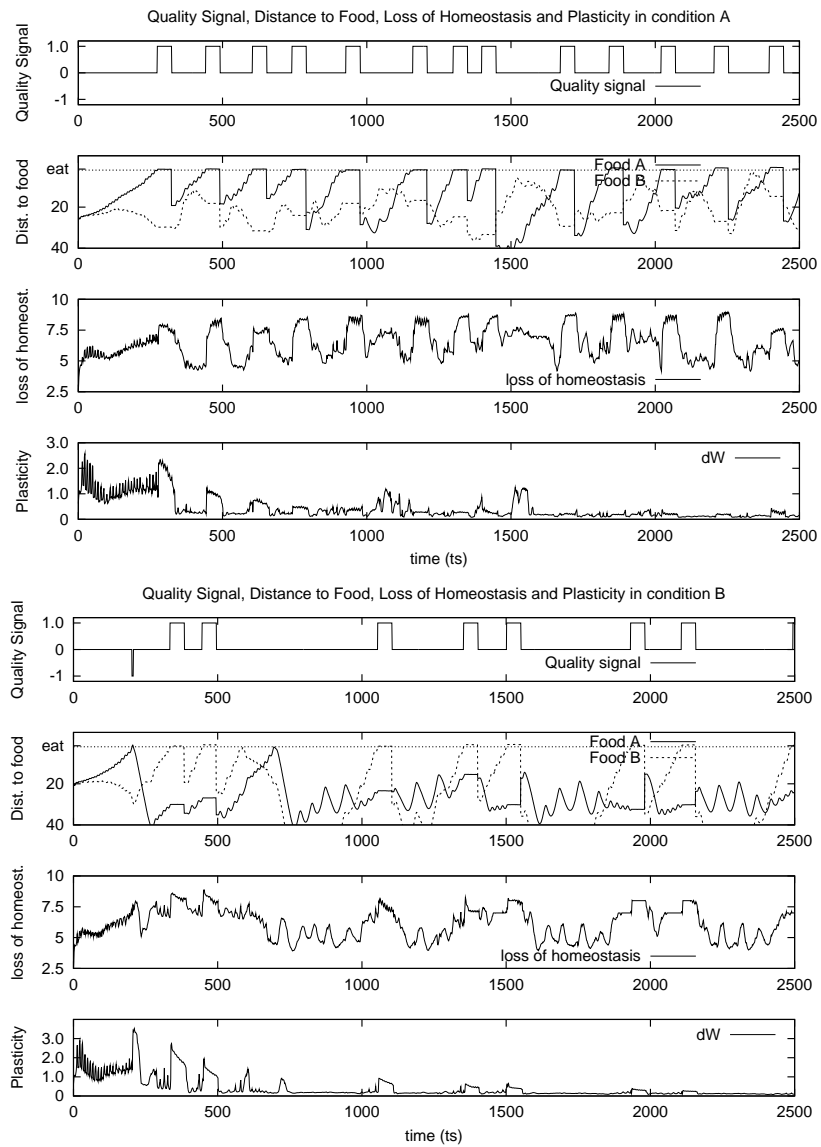 Quality Signal, Distance to Food, Loss of Homeostasis and Plasticity in condition A
Quality Signal
1.0
0
-1
Quality signal
0 500 1000 1500 2000 2500
Dist. to food
eat
20
40
Food A
Food B
0 500 1000 1500 2000 2500
loss of homeost.
10
7.5
5
2.5
loss of homeostasis
0 500 1000 1500 2000 2500
Plasticity
3.0
2.0
1.0
0
dW
0 500 1000 1500 2000 2500
time (ts)
Quality Signal, Distance to Food, Loss of Homeostasis and Plasticity in condition B
Quality Signal
1.0
0
-1
Quality signal
0 500 1000 1500 2000 2500
Dist. to food
eat
20
40
Food A
Food B
0 500 1000 1500 2000 2500
loss of homeost.
10
7.5
5
2.5
loss of homeostasis
0 500 1000 1500 2000 2500
Plasticity
3.0
2.0
1.0
0
dW
0 500 1000 1500 2000 2500
time (ts)